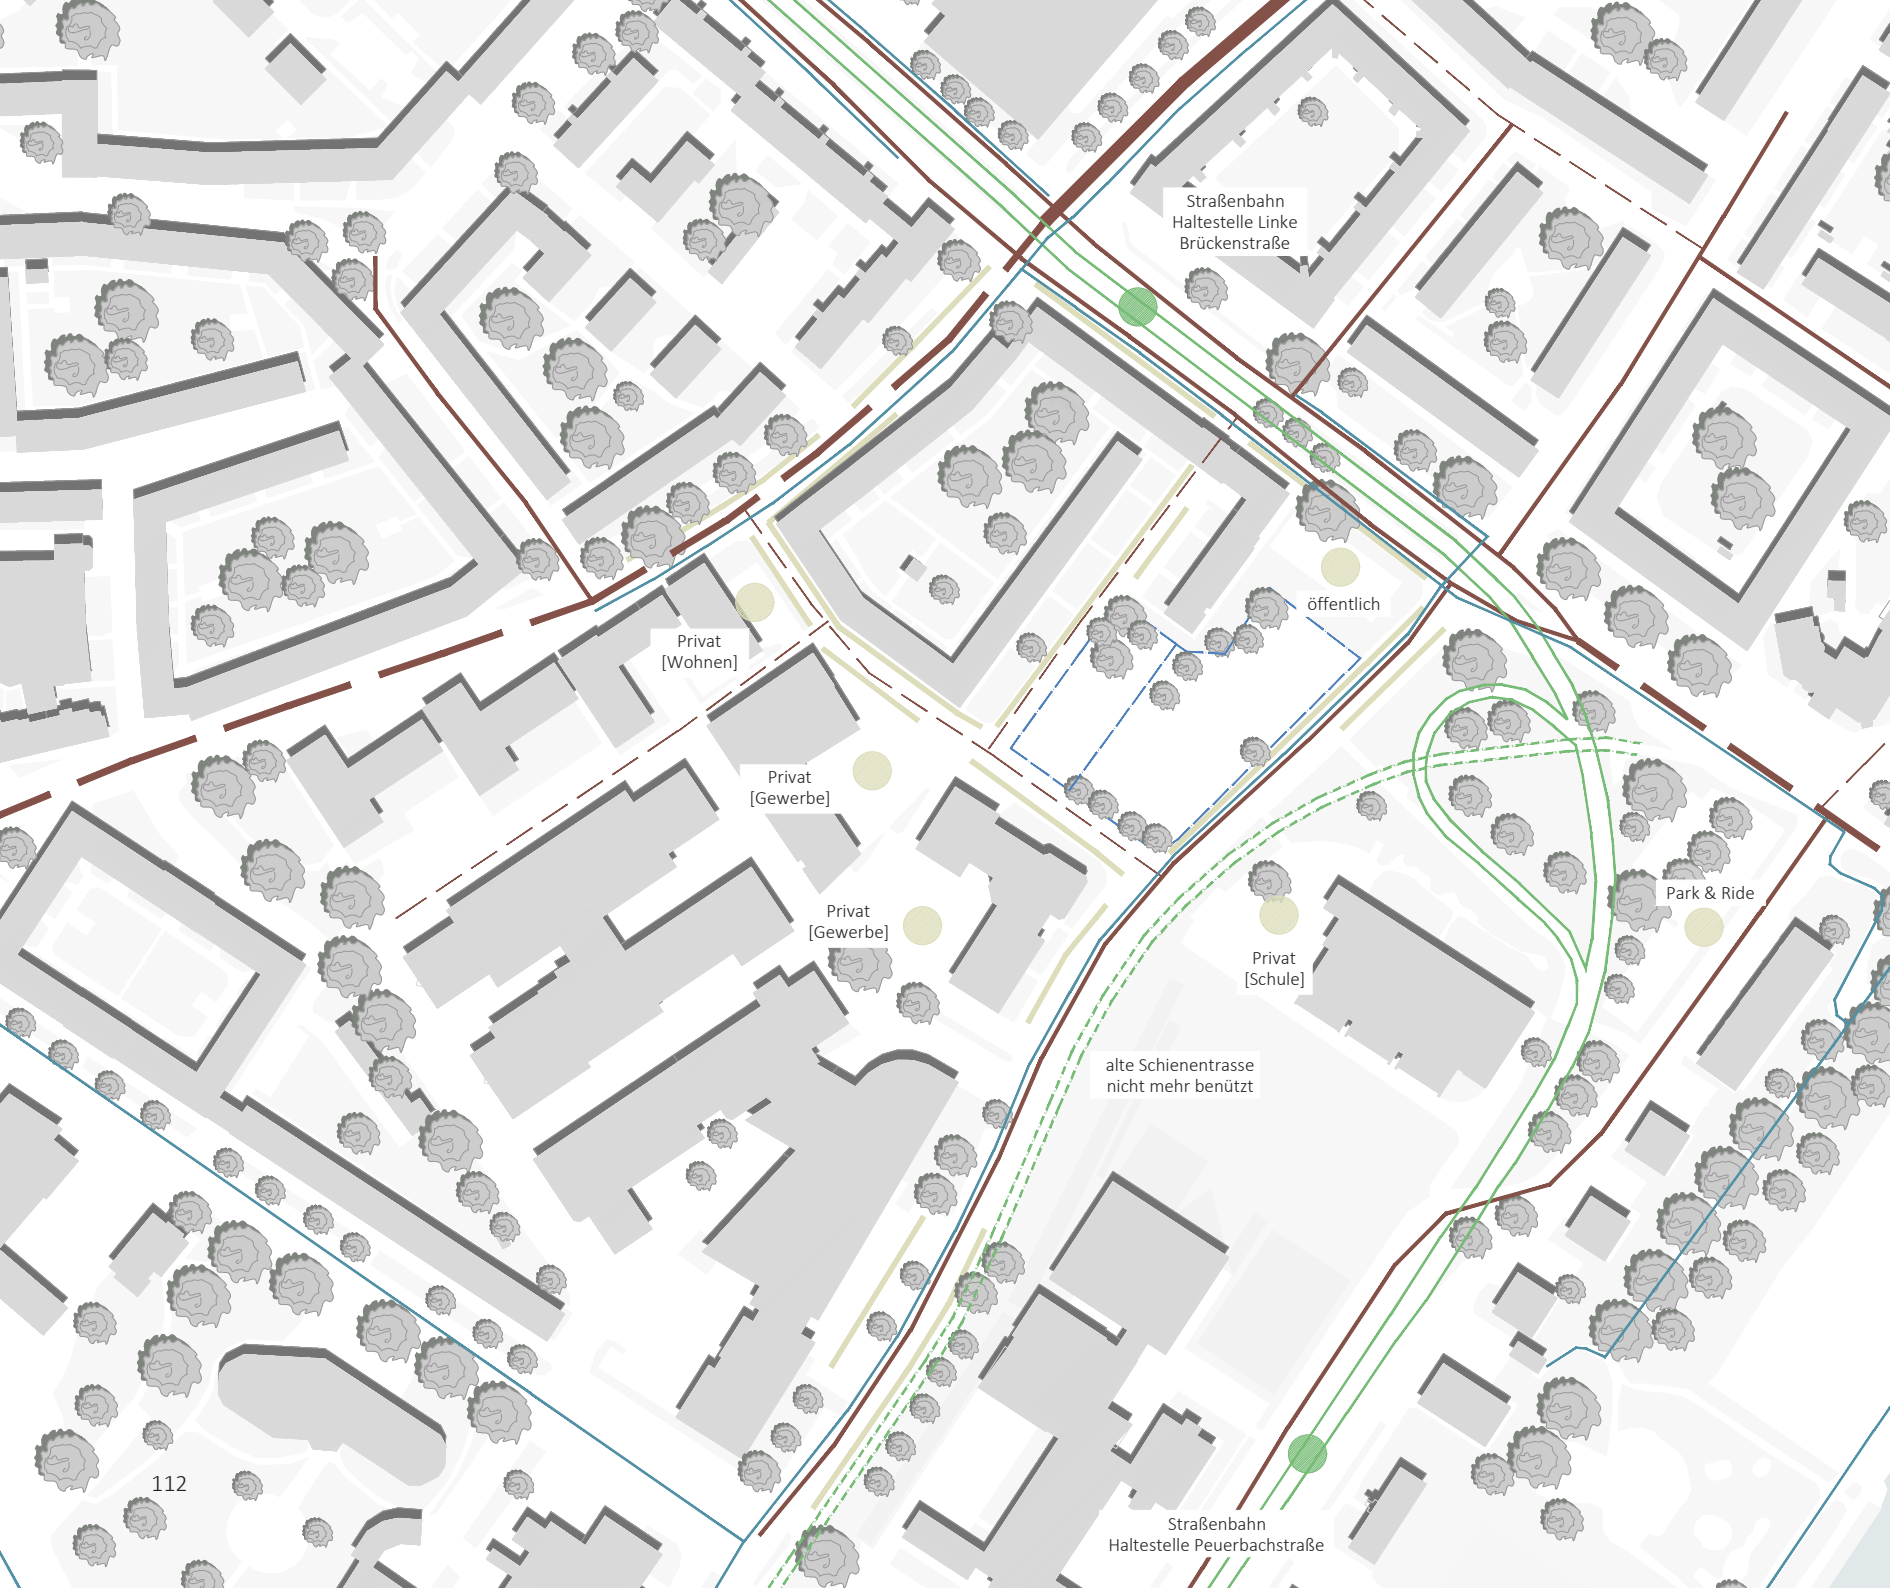 Straßenbahn
Haltestelle Linke
Brückenstraße
öffentlich
Privat
[Wohnen]
Privat
[Gewerbe]
Park & Ride
Privat
[Gewerbe]
Privat
[Schule]
alte Schienentrasse
nicht mehr benützt
112
Straßenbahn
Haltestelle Peuerbachstraße